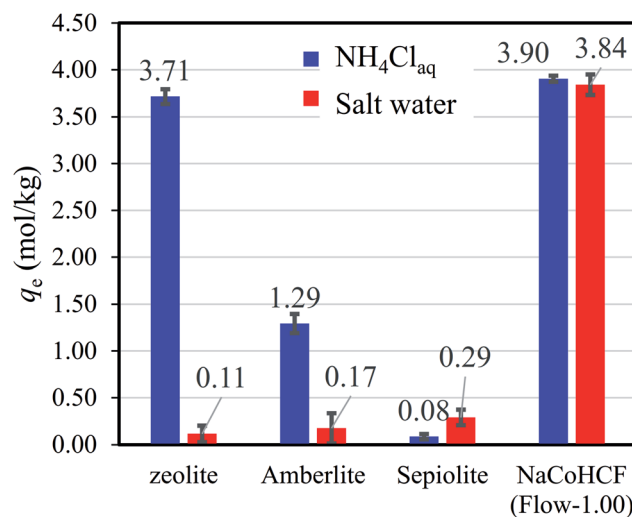 4.50
4.00
3.50
3.00
2.50
2.00
1.50
1.00
0.50
0.00
qe (mol/kg)
NH4Claq
Salt water
3.71
0.11
1.29
0.17
0.08
0.29
3.90
3.84
zeolite
Amberlite
Sepiolite
NaCoHCF
(Flow-1.00)